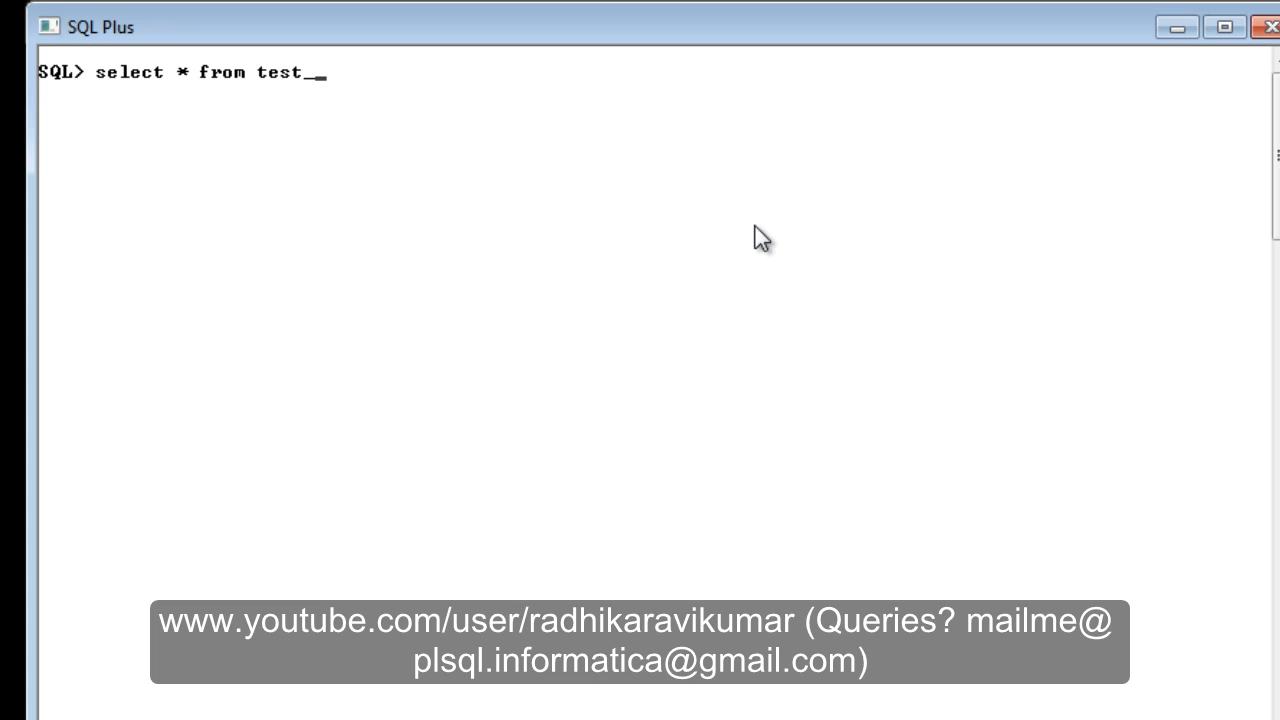 SQL Plus
SQL> select * from test_
www.youtube.com/user/radhikaravikumar (Queries? mailme@
plsql.informatica@gmail.com)